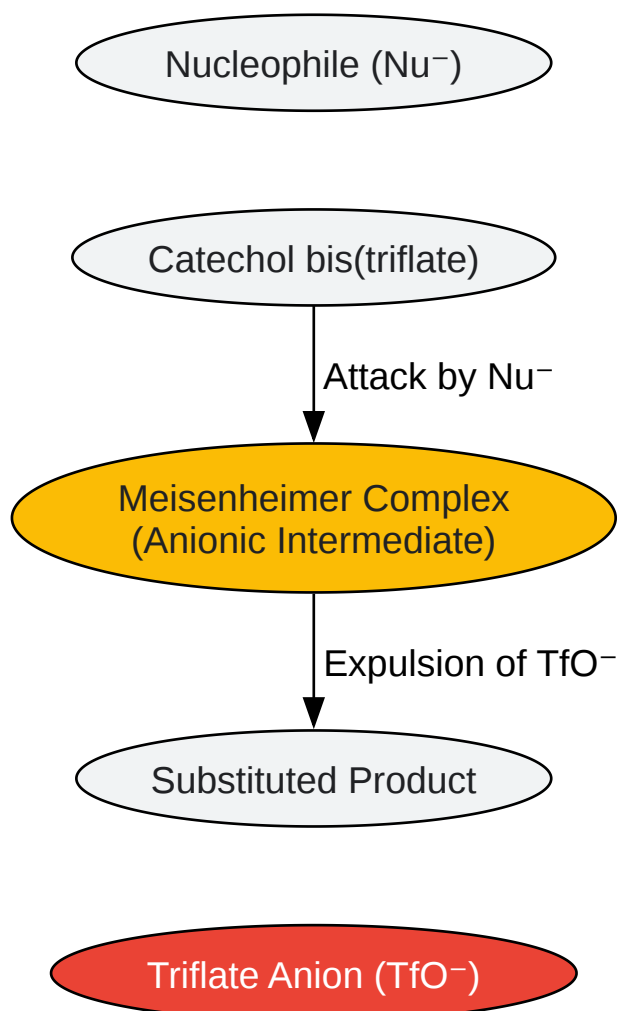 Nucleophile (Nu⁻)
Catechol bis(triflate)
Attack by Nu⁻
Meisenheimer Complex
(Anionic Intermediate)
Expulsion of TfO⁻
Substituted Product
Triflate Anion (TfO⁻)